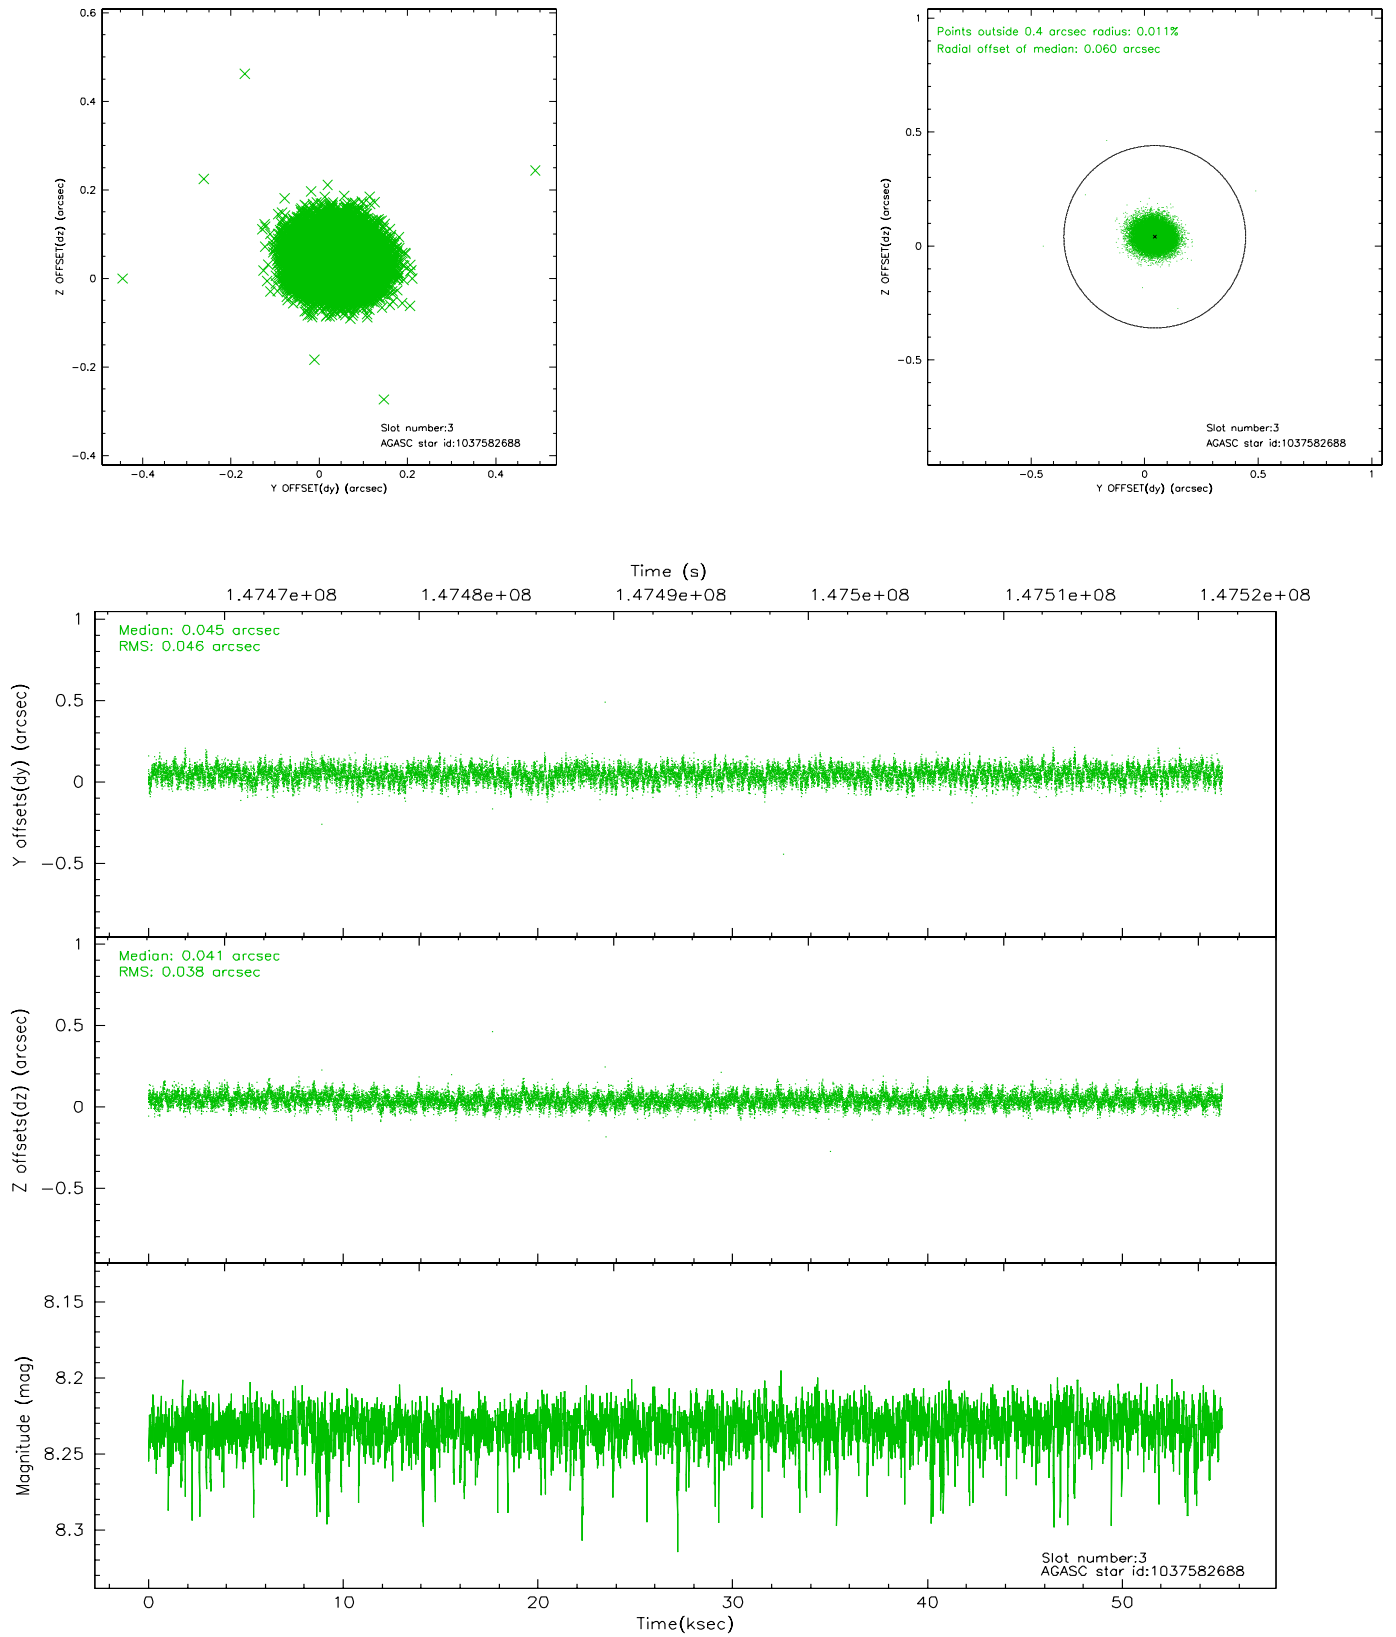 0.6
0.4
0.2
0
−0.2
−0.4
Z OFFSET(dz) (arcsec)
−0.4 −0.2 0 0.2 0.4
Y OFFSET(dy) (arcsec)
Slot number:3
AGASC star id:1037582688
Points outside 0.4 arcsec radius: 0.011%
Radial offset of median: 0.060 arcsec
1
0.5
0
−0.5
Z OFFSET(dz) (arcsec)
−0.5 0 0.5 1
Y OFFSET(dy) (arcsec)
Slot number:3
AGASC star id:1037582688
Time (s)
1.4747e+08 1.4748e+08 1.4749e+08 1.475e+08 1.4751e+08 1.4752e+08
Median: 0.045 arcsec
RMS: 0.046 arcsec
1
0.5
0
−0.5
Y offsets(dy) (arcsec)
Median: 0.041 arcsec
RMS: 0.038 arcsec
1
0.5
0
−0.5
Z offsets(dz) (arcsec)
8.15
8.2
8.25
8.3
Magnitude (mag)
Slot number:3
AGASC star id:1037582688
0 10 20 30 40 50
Time(ksec)